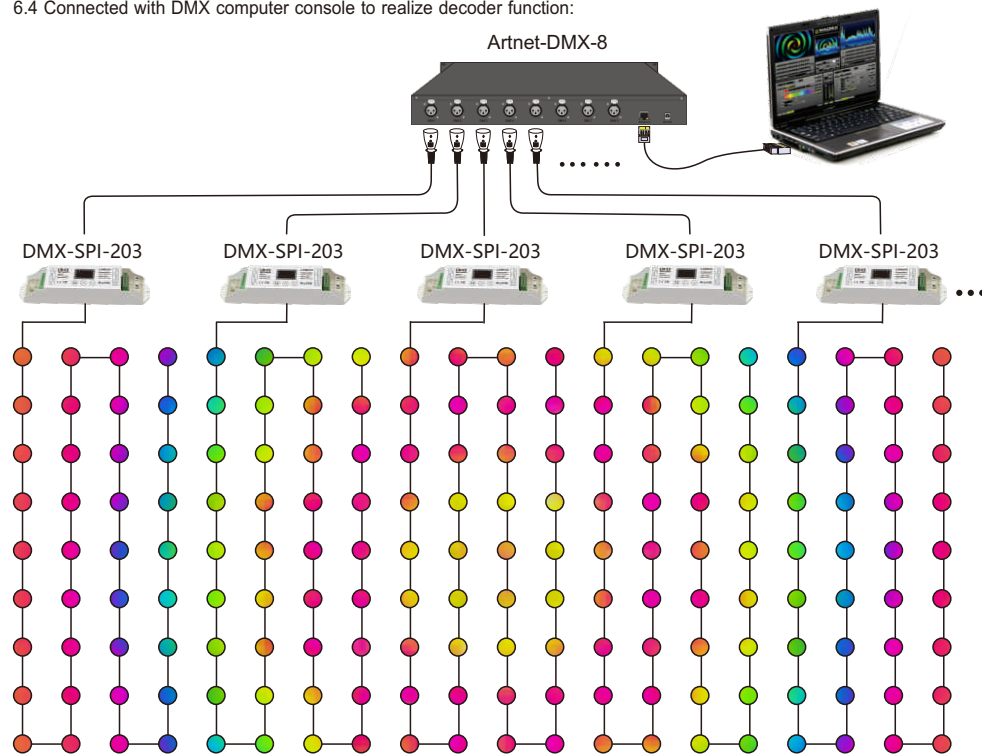 6.4 Connected with DMX computer console to realize decoder function:
Artnet-DMX-8
DMX-SPI-203 DMX-SPI-203 DMX-SPI-203 DMX-SPI-203 DMX-SPI-203